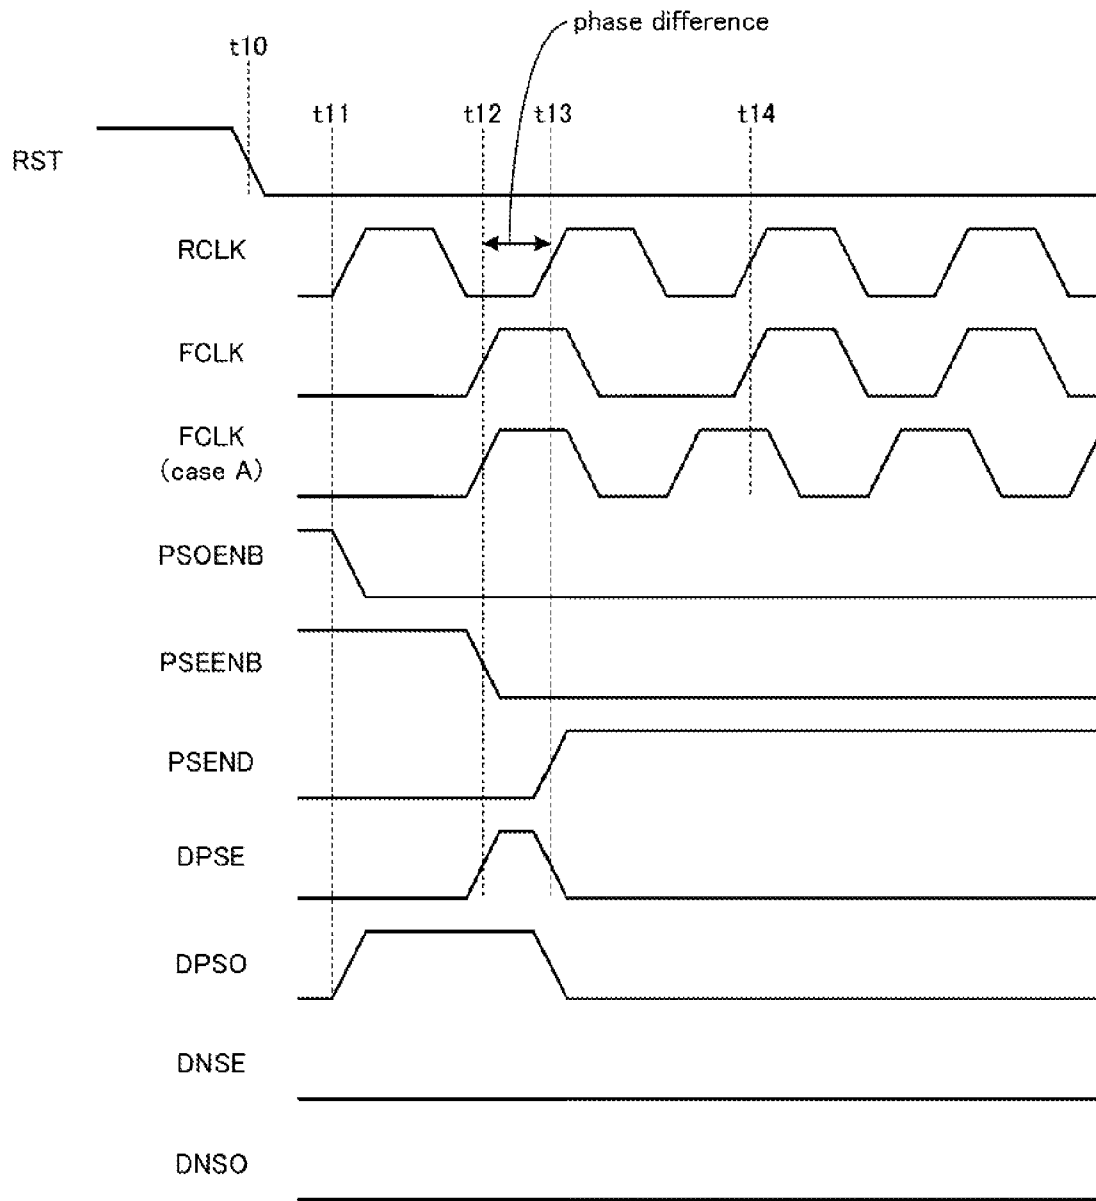 phase difference
t10
t11
t12
t13
t14
RST
RCLK
FCLK
FCLK
(case A)
PSOENB
PSEENB
PSEND
DPSE
DPSO
DNSE
DNSO